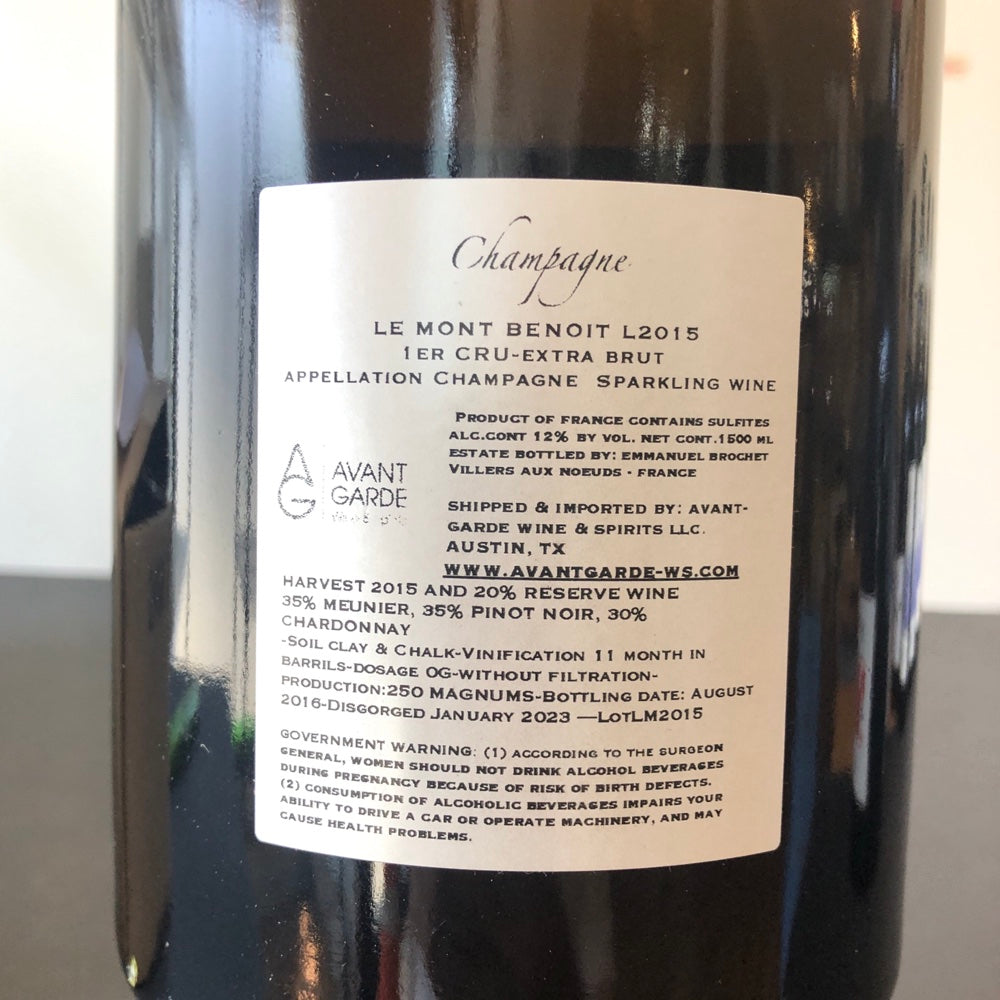 Champagne
LE MONT BENOIT L2015
1ER CRU-EXTRA BRUT
APPELLATION CHAMPAGNE SPARKLING WINE
PRODUCT OF FRANCE CONTAINS SULFITES
ALC.CONT 12% BY VOL. NET CONT.1500 ML
ESTATE BOTTLED BY: EMMANUEL BROCHET
VILLERS AUX NOEUDS - FRANCE
AG
AVANT
GARDE
SHIPPED & IMPORTED BY: AVANT-
GARDE WINE & SPIRITS LLC.
AUSTIN, TX
WWW.AVANTGARDE-WS.COM
HARVEST 2015 AND 20% RESERVE WINE
35% MEUNIER, 35% PINOT NOIR, 30%
CHARDONNAY
-SOIL CLAY & CHALK-VINIFICATION 11 MONTH IN
BARRILS-DOSAGE 0G-WITHOUT FILTRATION-
PRODUCTION:250 MAGNUMS-BOTTLING DATE: AUGUST
2016-DISGORGED JANUARY 2023 —LOTLM2015
GOVERNMENT WARNING: (1) ACCORDING TO THE SURGEON
GENERAL, WOMEN SHOULD NOT DRINK ALCOHOL BEVERAGES
DURING PREGNANCY BECAUSE OF RISK OF BIRTH DEFECTS.
(2) CONSUMPTION OF ALCOHOLIC BEVERAGES IMPAIRS YOUR
ABILITY TO DRIVE A CAR OR OPERATE MACHINERY, AND MAY
CAUSE HEALTH PROBLEMS.